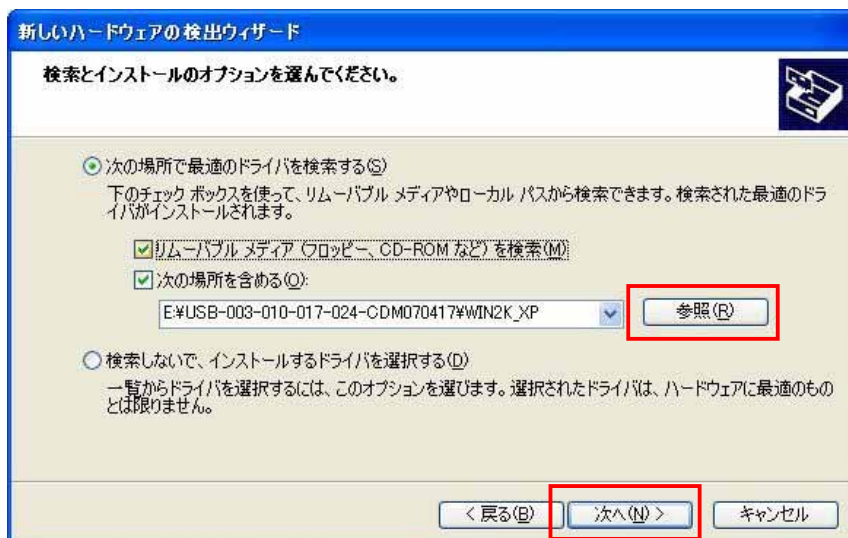 新しいハードウェアの検出ウィザード
検索とインストールのオプションを選んでください。
次の場所で最適のドライバを検索する(S)
下のチェック ボックスを使って、リムーバブル メディアやローカル パスから検索できます。検索された最適のドラ
イバがインストールされます。
リムーバブル メディア (フロッピー、CD-ROM など) を検索(M)
次の場所を含める(O):
E:¥USB-003-010-017-024-CDM070417¥WIN2K_XP
参照(R)
検索しないで、インストールするドライバを選択する(D)
一覧からドライバを選択するには、このオプションを選びます。選択されたドライバは、ハードウェアに最適のもの
とは限りません。
< 戻る(B) 次へ(N) > キャンセル